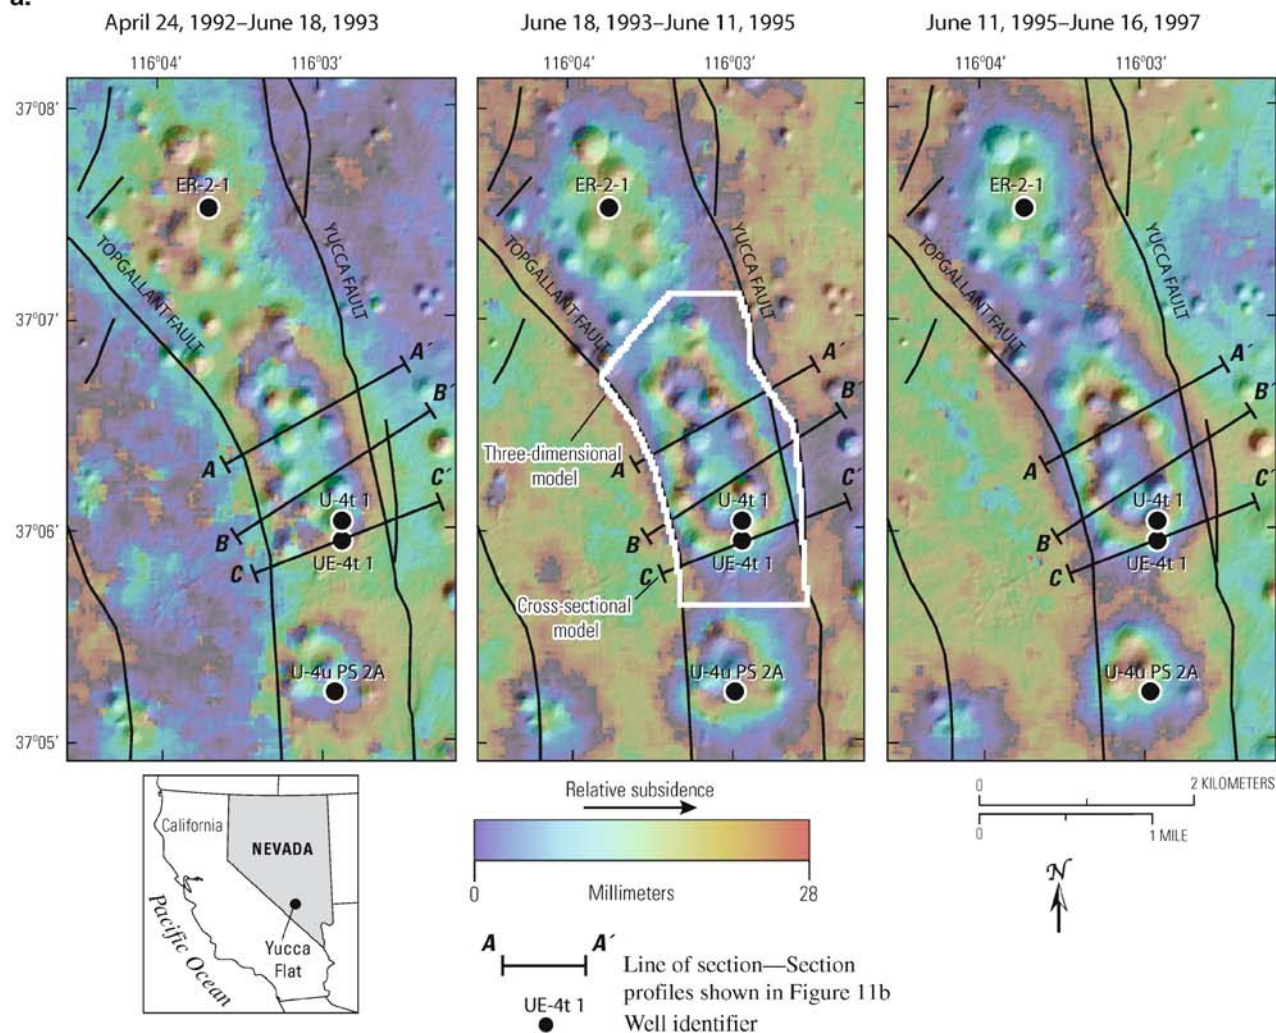 a.
April 24, 1992–June 18, 1993
June 18, 1993–June 11, 1995
June 11, 1995–June 16, 1997
116°04′
116°03′
116°04′
116°03′
116°04′
116°03′
37°08′
37°07′
37°06′
37°05′
ER-2-1
TOPGALLANT FAULT
YUCCA FAULT
A
A′
B
B′
C
C′
U-4t 1
UE-4t 1
U-4u PS 2A
ER-2-1
TOPGALLANT FAULT
YUCCA FAULT
A
A′
B
B′
C
C′
Three-dimensional
model
U-4t 1
UE-4t 1
Cross-sectional
model
U-4u PS 2A
ER-2-1
TOPGALLANT FAULT
YUCCA FAULT
A
A′
B
B′
C
C′
U-4t 1
UE-4t 1
U-4u PS 2A
California
NEVADA
Pacific Ocean
Yucca
Flat
Relative subsidence
0
28
Millimeters
A
A′
Line of section—Section
profiles shown in Figure 11b
UE-4t 1
Well identifier
0
2 KILOMETERS
0
1 MILE
N